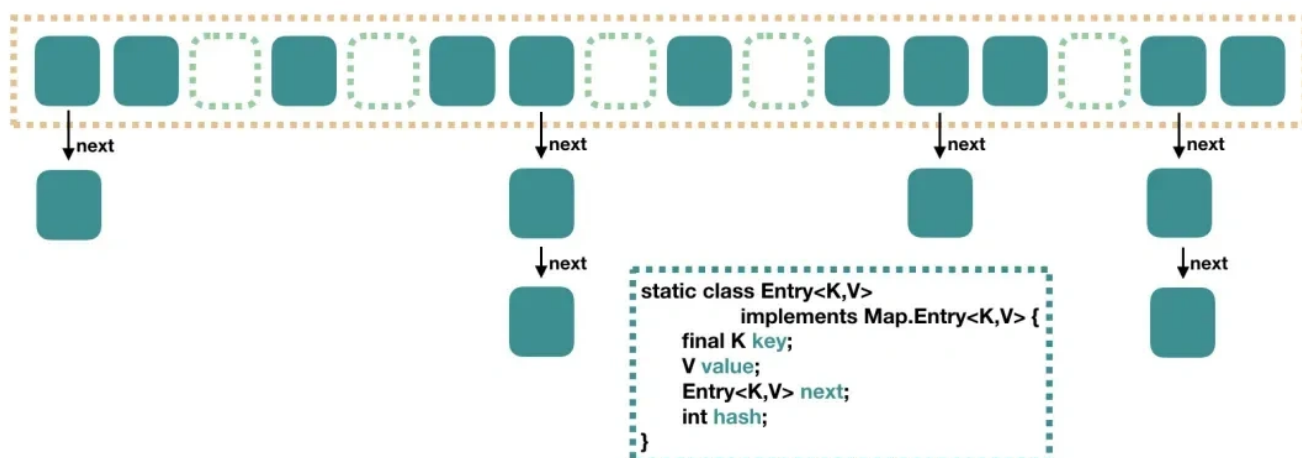 next
next
next
next
next
next
static class Entry<K,V>
implements Map.Entry<K,V> {
final K key;
V value;
Entry<K,V> next;
int hash;
}